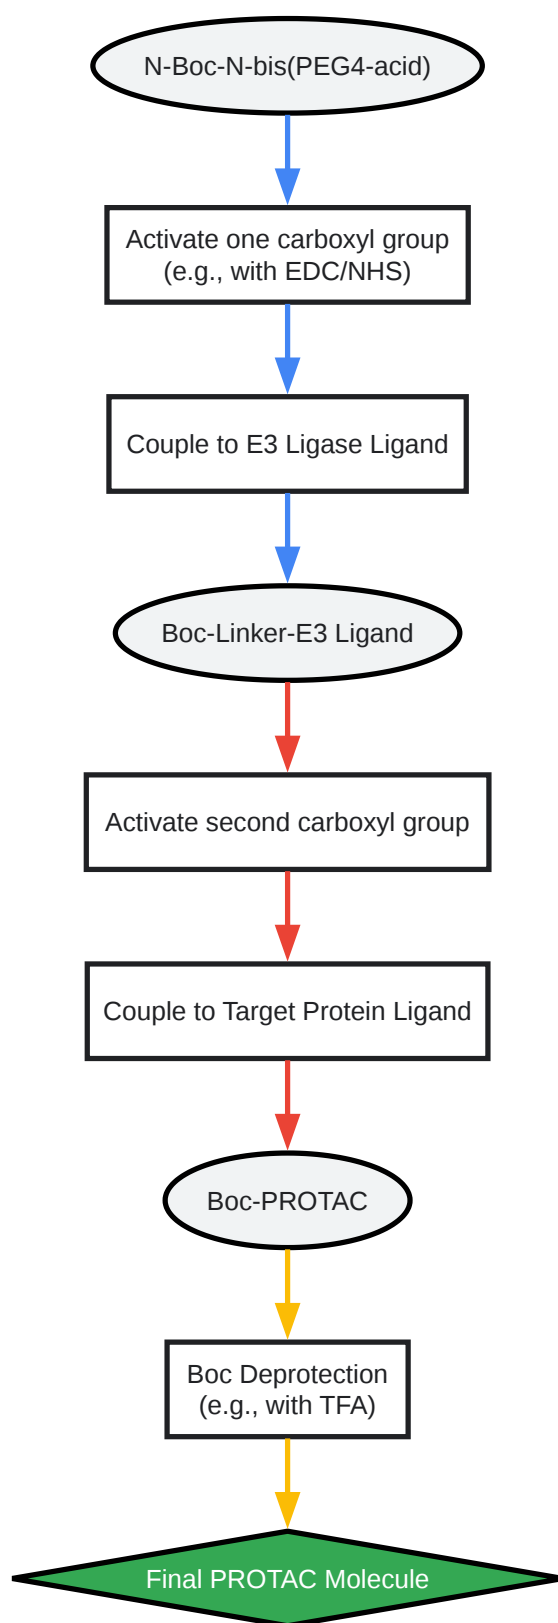 N-Boc-N-bis(PEG4-acid)
Activate one carboxyl group
(e.g., with EDC/NHS)
Couple to E3 Ligase Ligand
Boc-Linker-E3 Ligand
Activate second carboxyl group
Couple to Target Protein Ligand
Boc-PROTAC
Boc Deprotection
(e.g., with TFA)
Final PROTAC Molecule